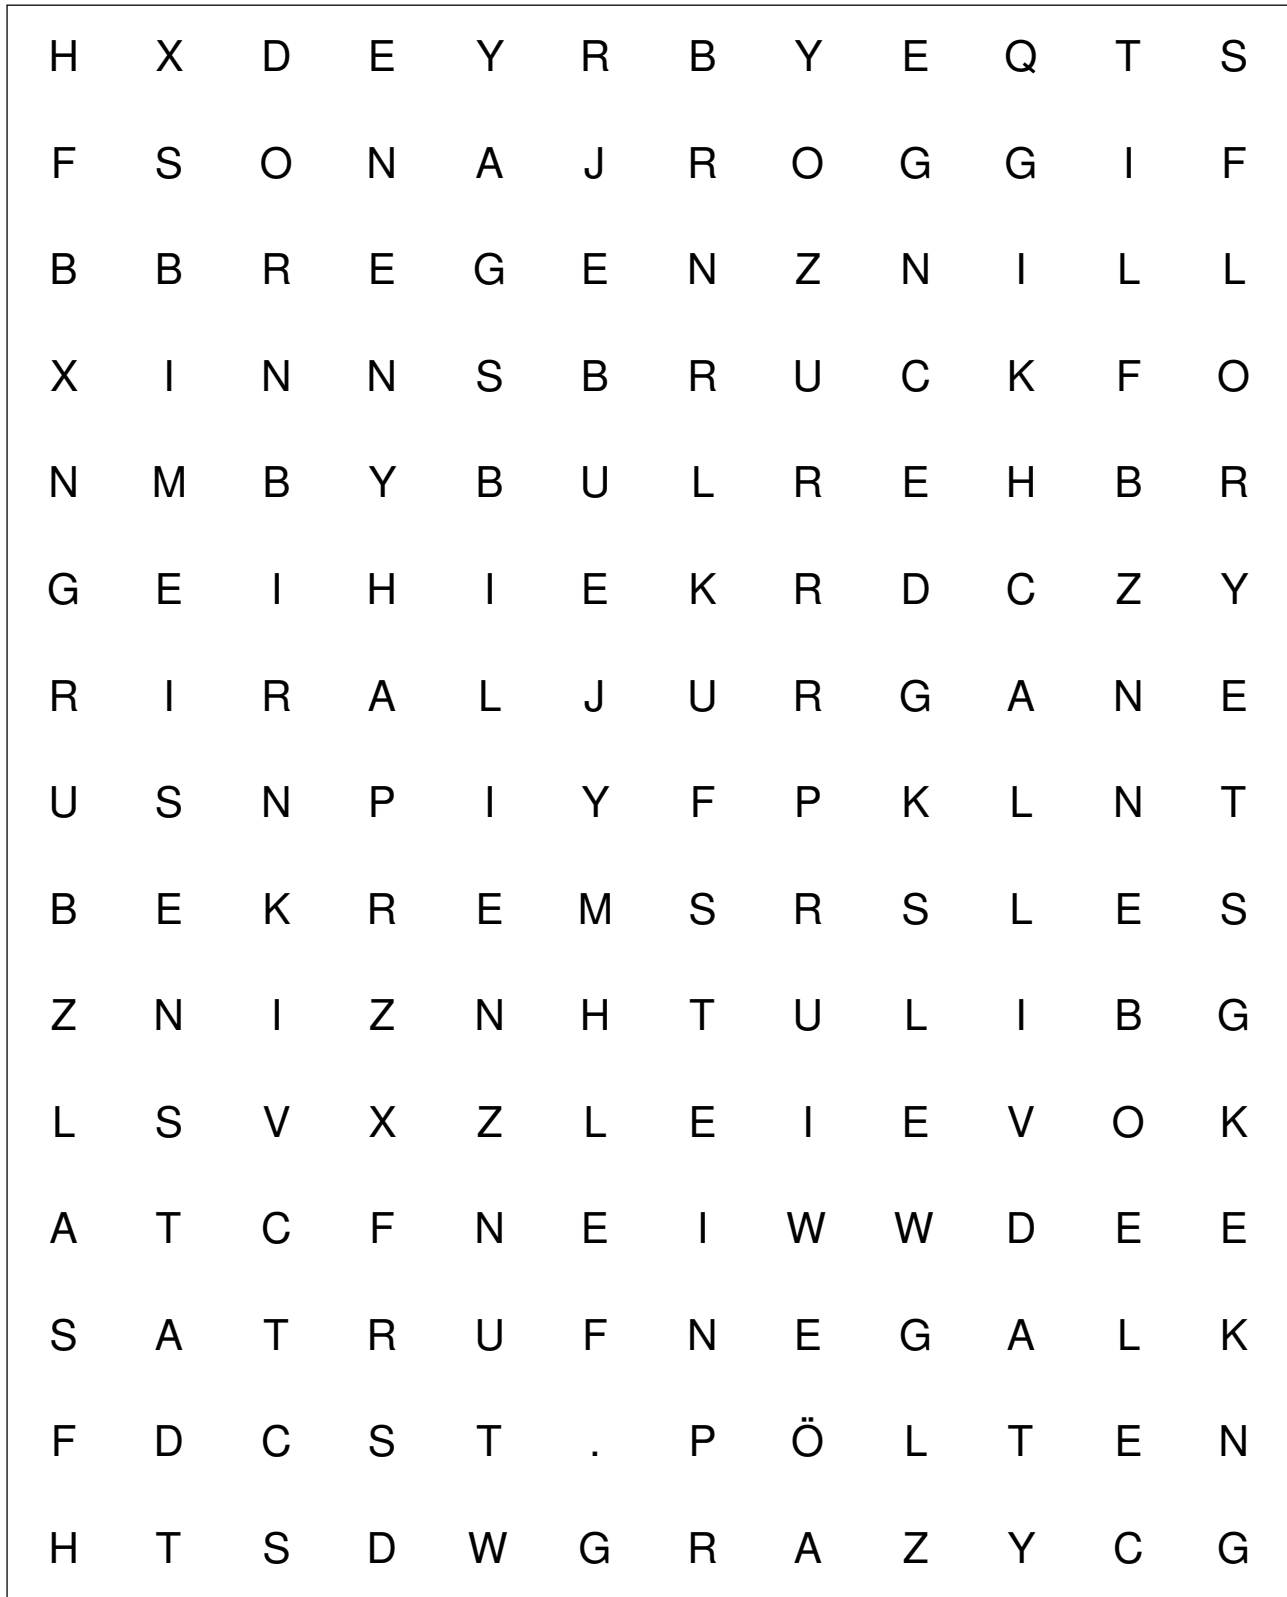 H X D E Y R B Y E Q T S
F S O N A J R O G G I F
B B R E G E N Z N I L L
X I N N S B R U C K F O
N M B Y B U L R E H B R
G E I H I E K R D C Z Y
R I R A L J U R G A N E
U S N P I Y F P K L N T
B E K R E M S R S L E S
Z N I Z N H T U L I B G
L S V X Z L E I E V O K
A T C F N E I W W D E E
S A T R U F N E G A L K
F D C S T . P Ö L T E N
H T S D W G R A Z Y C G